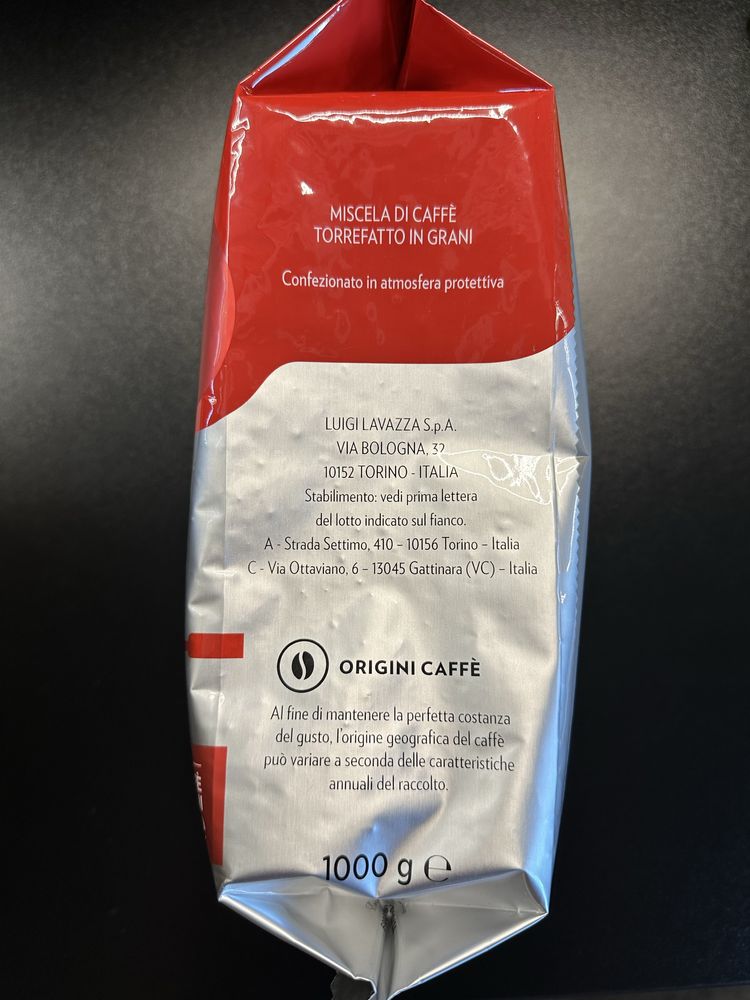 MISCELA DI CAFFÈ
TORREFATTO IN GRANI
Confezionato in atmosfera protettiva
LUIGI LAVAZZA S.p.A.
VIA BOLOGNA, 32
10152 TORINO - ITALIA
Stabilimento: vedi prima lettera
del lotto indicato sul fianco.
A - Strada Settimo, 410 – 10156 Torino – Italia
C - Via Ottaviano, 6 – 13045 Gattinara (VC) – Italia
ORIGINI CAFFÈ
Al fine di mantenere la perfetta costanza
del gusto, l'origine geografica del caffè
può variare a seconda delle caratteristiche
annuali del raccolto.
1000 g ℮